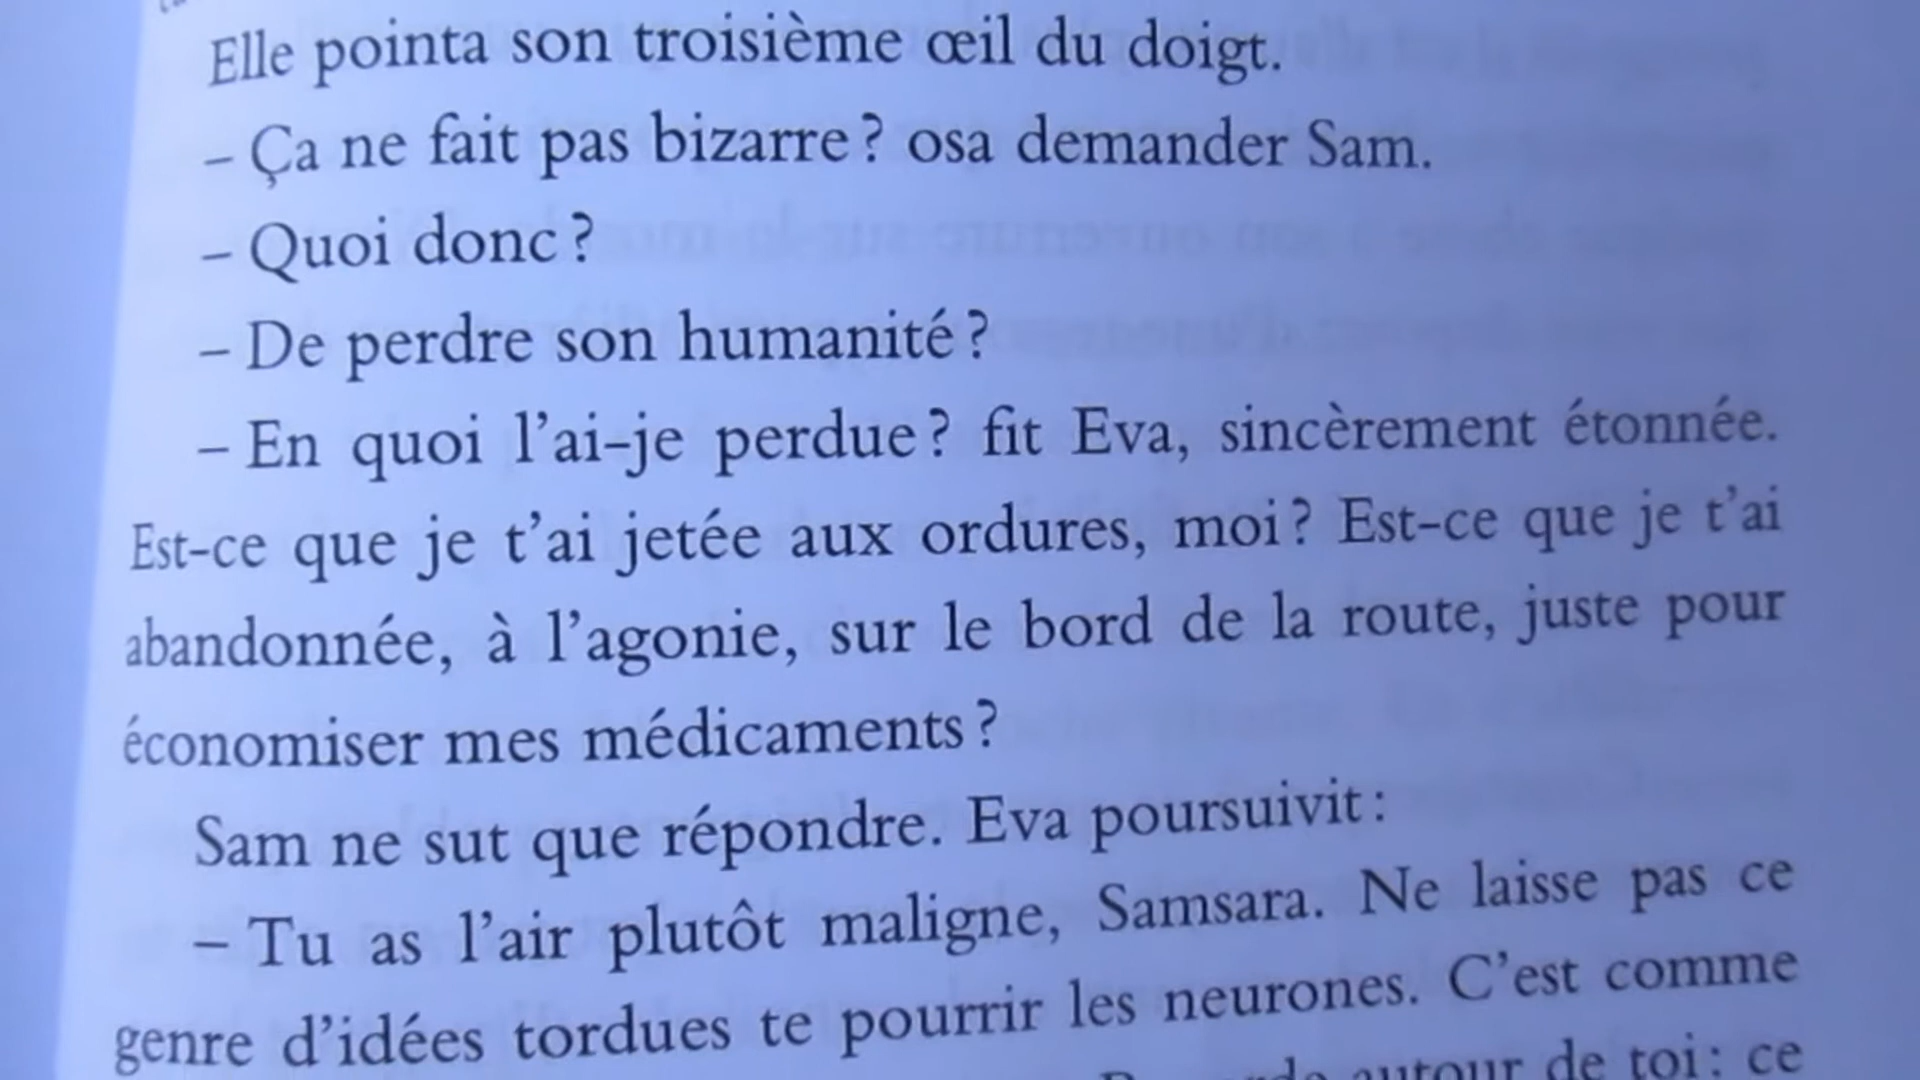 Elle pointa son troisième œil du doigt.
– Ça ne fait pas bizarre ? osa demander Sam.
– Quoi donc ?
– De perdre son humanité ?
– En quoi l'ai-je perdue ? fit Eva, sincèrement étonnée.
Est-ce que je t'ai jetée aux ordures, moi ? Est-ce que je t'ai
abandonnée, à l'agonie, sur le bord de la route, juste pour
économiser mes médicaments ?
Sam ne sut que répondre. Eva poursuivit :
– Tu as l'air plutôt maligne, Samsara. Ne laisse pas ce
genre d'idées tordues te pourrir les neurones. C'est comme
autour de toi : ce